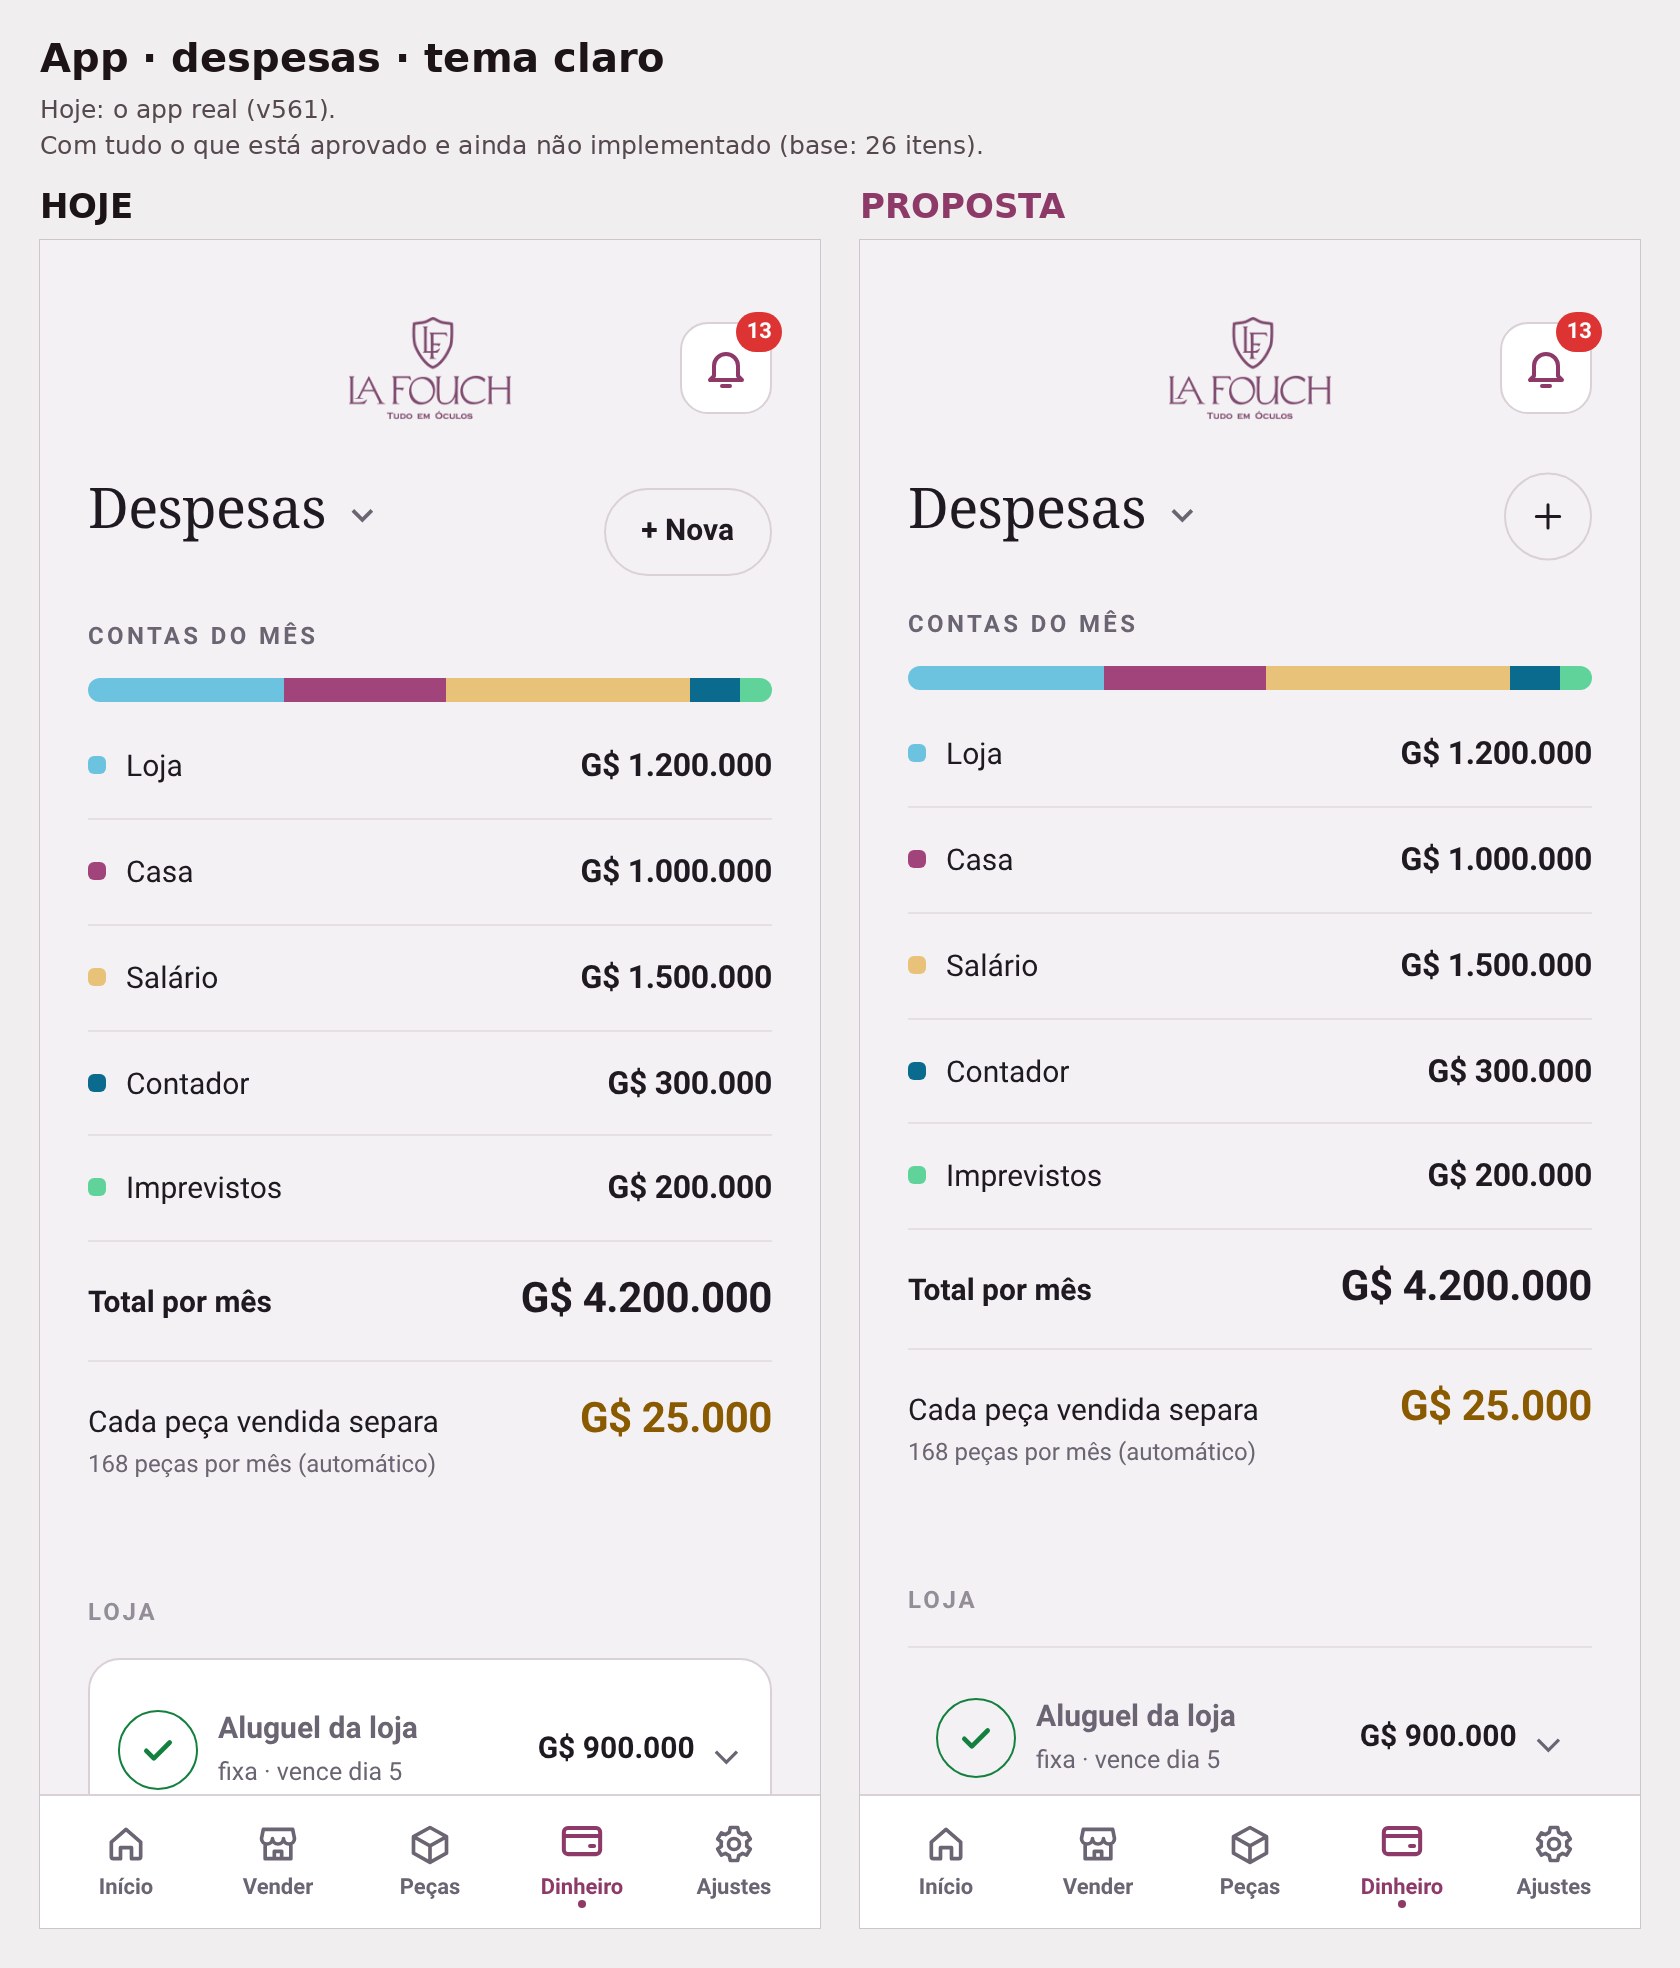 App · despesas · tema claro
Hoje: o app real (v561).
Com tudo o que está aprovado e ainda não implementado (base: 26 itens).
HOJE
LF
LA FOUCH
TUDO EM ÓCULOS
13
Despesas
+ Nova
CONTAS DO MÊS
Loja G$ 1.200.000
Casa G$ 1.000.000
Salário G$ 1.500.000
Contador G$ 300.000
Imprevistos G$ 200.000
Total por mês G$ 4.200.000
Cada peça vendida separa G$ 25.000
168 peças por mês (automático)
LOJA
Aluguel da loja G$ 900.000
fixa · vence dia 5
Início Vender Peças Dinheiro Ajustes
PROPOSTA
LF
LA FOUCH
TUDO EM ÓCULOS
13
Despesas
+
CONTAS DO MÊS
Loja G$ 1.200.000
Casa G$ 1.000.000
Salário G$ 1.500.000
Contador G$ 300.000
Imprevistos G$ 200.000
Total por mês G$ 4.200.000
Cada peça vendida separa G$ 25.000
168 peças por mês (automático)
LOJA
Aluguel da loja G$ 900.000
fixa · vence dia 5
Início Vender Peças Dinheiro Ajustes